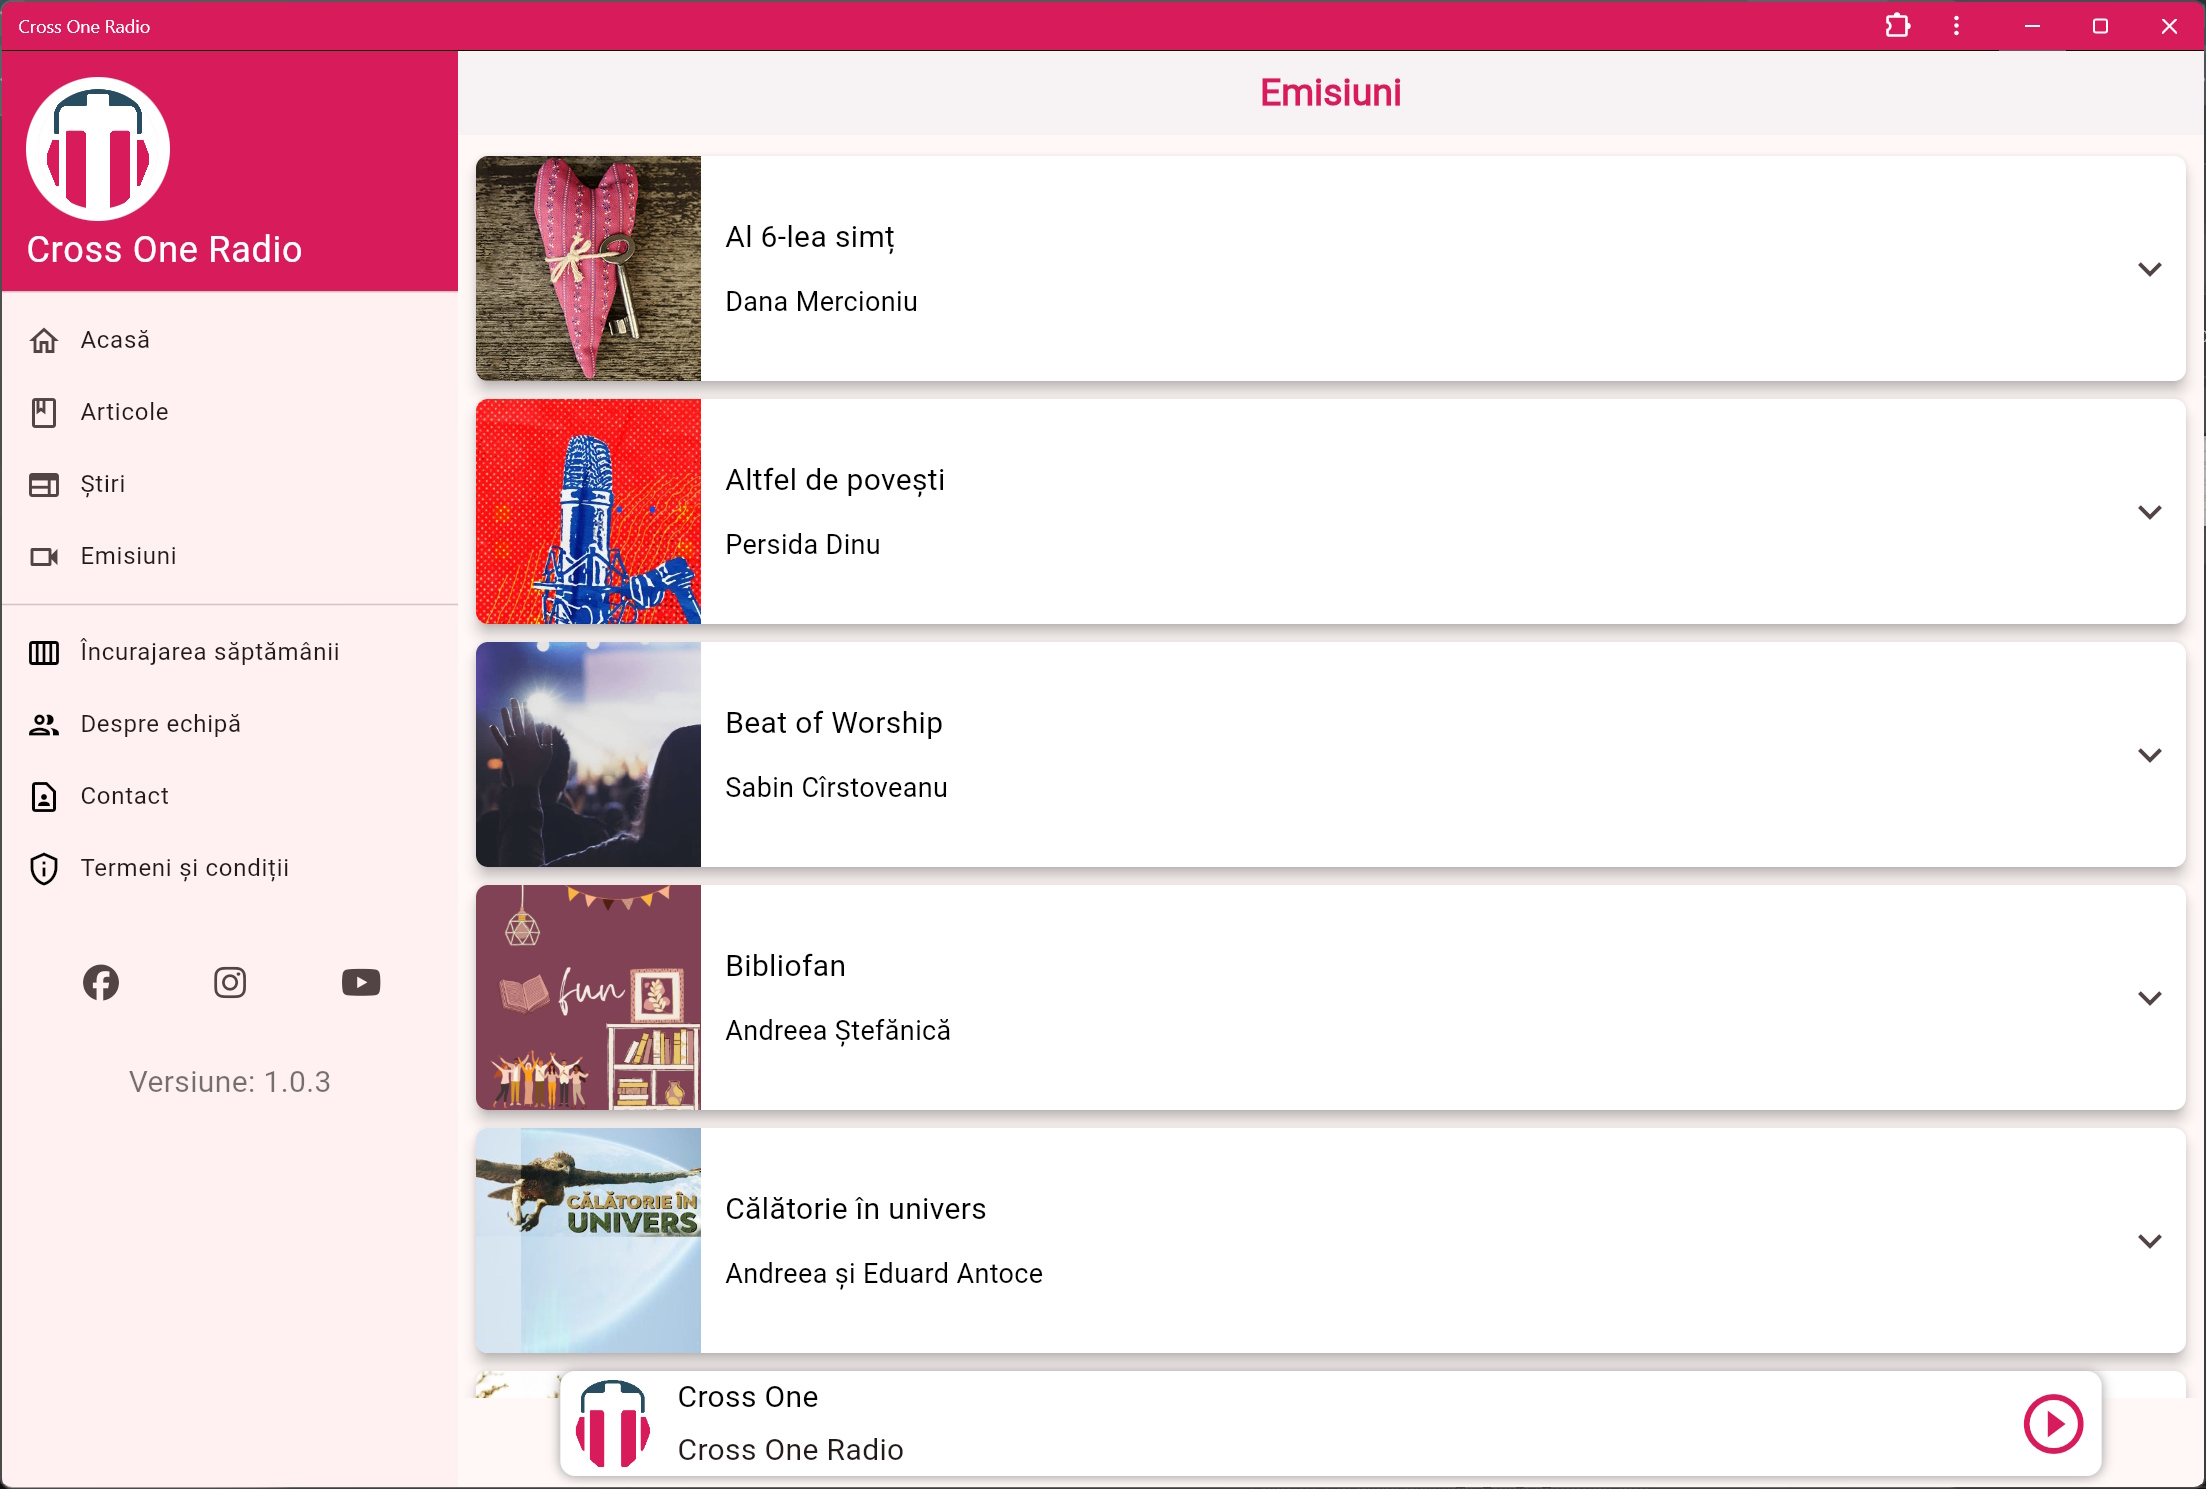 Cross One Radio
Cross One Radio
Acasă
Articole
Știri
Emisiuni
Încurajarea săptămânii
Despre echipă
Contact
Termeni și condiții
Versiune: 1.0.3
Emisiuni
Al 6-lea simț
Dana Mercioniu
Altfel de povești
Persida Dinu
Beat of Worship
Sabin Cîrstoveanu
fun
Bibliofan
Andreea Ștefănică
CĂLĂTORIE ÎN
UNIVERS
Călătorie în univers
Andreea și Eduard Antoce
Cross One
Cross One Radio